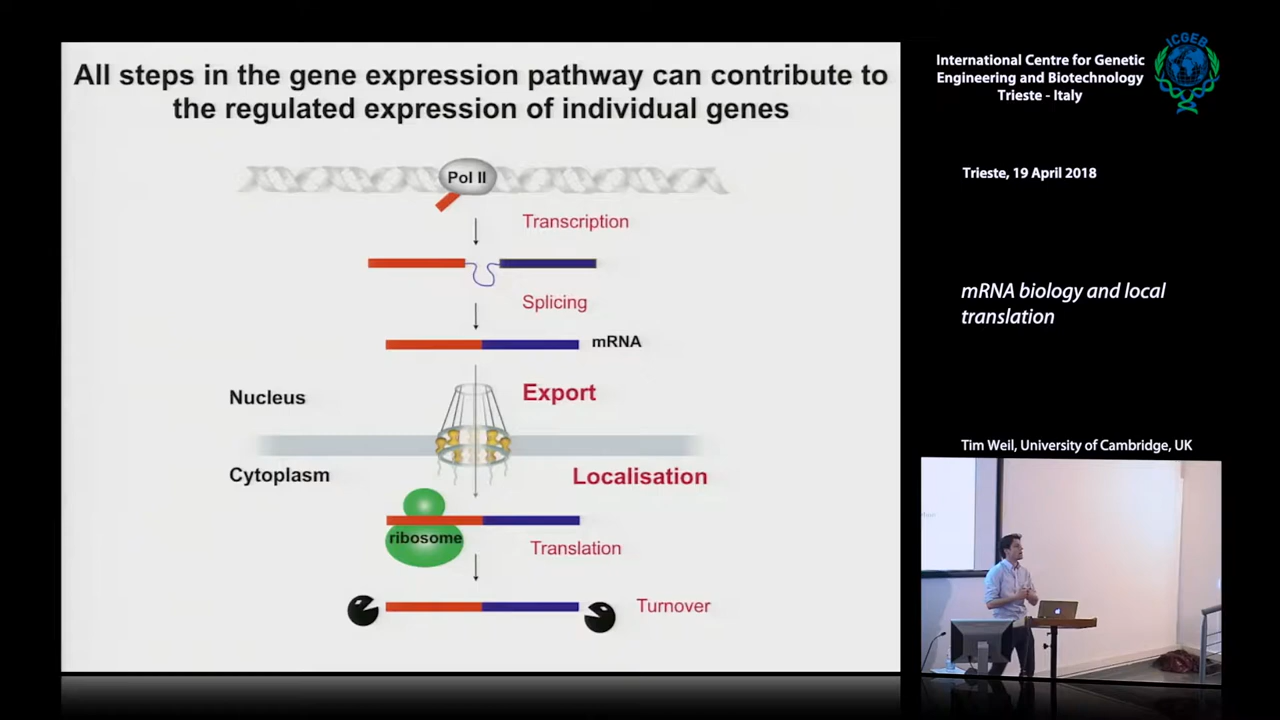 All steps in the gene expression pathway can contribute to
the regulated expression of individual genes
Pol II
Transcription
Splicing
mRNA
Export
Nucleus
Cytoplasm
Localisation
ribosome
Translation
Turnover
ICGEB
International Centre for Genetic
Engineering and Biotechnology
Trieste - Italy
Trieste, 19 April 2018
mRNA biology and local
translation
Tim Weil, University of Cambridge, UK